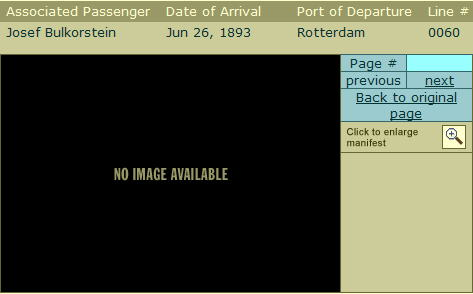 Associated Passenger Date of Arrival Port of Departure Line #
Josef Bulkorstein Jun 26, 1893 Rotterdam 0060
Page #
previous next
Back to original
page
Click to enlarge
manifest
NO IMAGE AVAILABLE